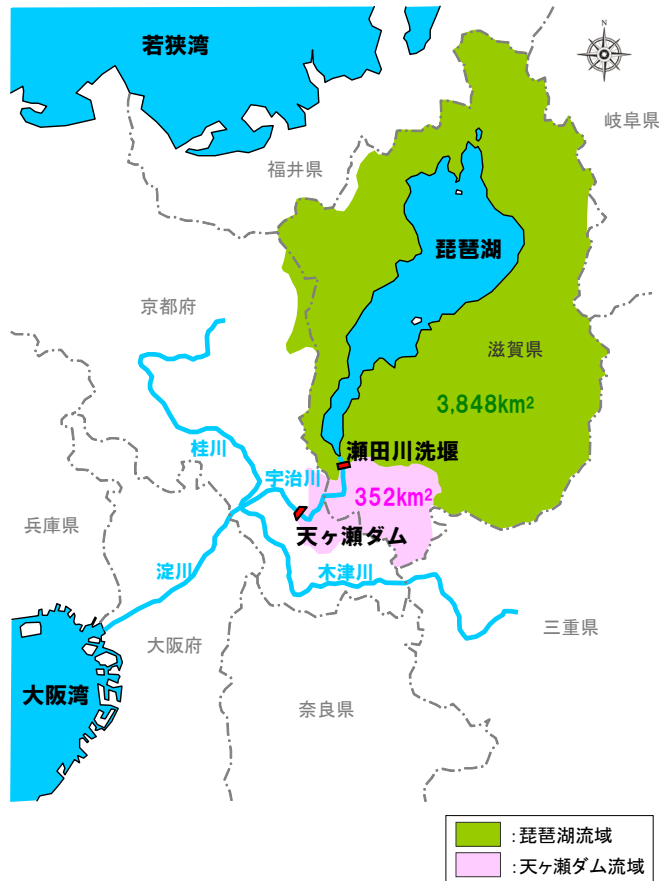 若狭湾
N
岐阜県
福井県
琵琶湖
京都府
滋賀県
3,848km²
瀬田川洗堰
桂川
宇治川
352km²
兵庫県
天ヶ瀬ダム
淀川
木津川
三重県
大阪府
大阪湾
奈良県
:琵琶湖流域
:天ヶ瀬ダム流域